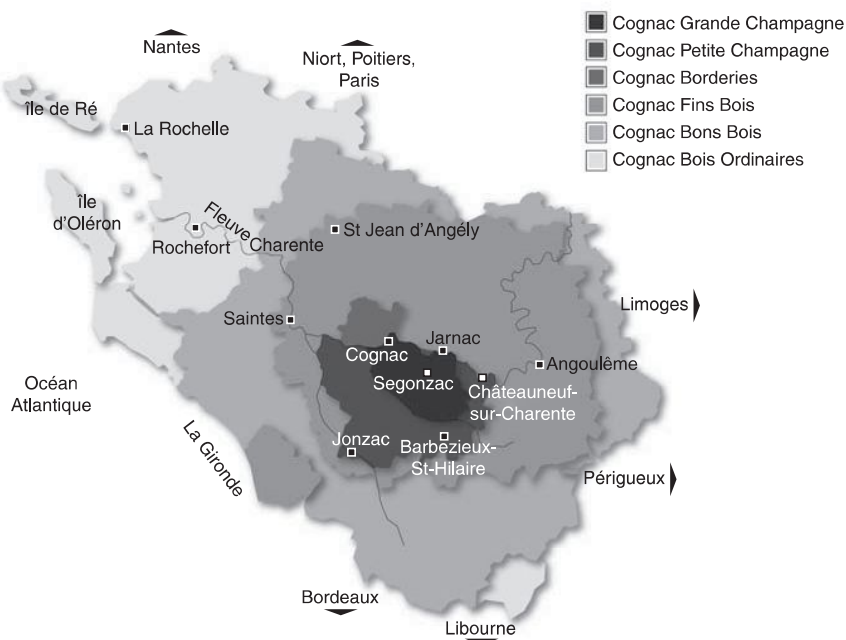 Cognac Grande Champagne
Cognac Petite Champagne
Cognac Borderies
Cognac Fins Bois
Cognac Bons Bois
Cognac Bois Ordinaires
Nantes
Niort, Poitiers,
Paris
île de Ré
La Rochelle
île
d'Oléron
Fleuve
Charente
Rochefort
St Jean d'Angély
Limoges
Saintes
Cognac
Jarnac
Angoulême
Segonzac
Châteauneuf-
sur-Charente
Océan
Atlantique
La Gironde
Jonzac
Barbezieux-
St-Hilaire
Périgueux
Bordeaux
Libourne